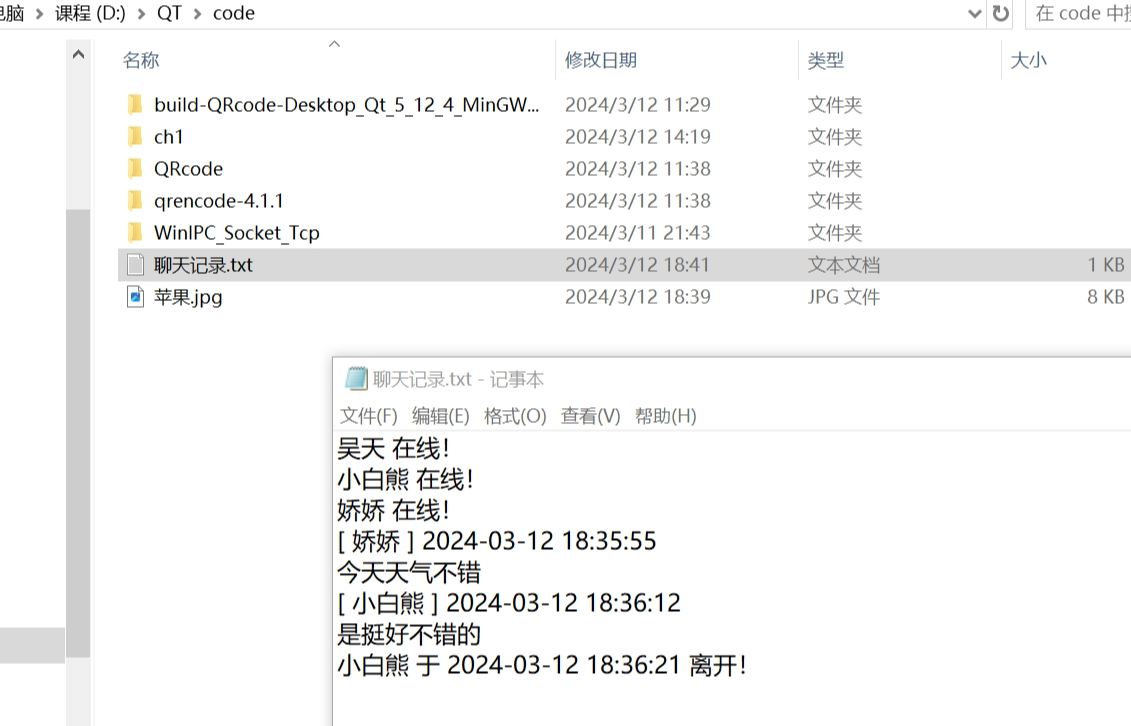 课程 (D:) > QT > code
在 code 中
名称 修改日期 类型 大小
build-QRcode-Desktop_Qt_5_12_4_MinGW... 2024/3/12 11:29 文件夹
ch1 2024/3/12 14:19 文件夹
QRcode 2024/3/12 11:38 文件夹
qrencode-4.1.1 2024/3/12 11:38 文件夹
WinIPC_Socket_Tcp 2024/3/11 21:43 文件夹
聊天记录.txt 2024/3/12 18:41 文本文档 1 KB
苹果.jpg 2024/3/12 18:39 JPG 文件 8 KB
聊天记录.txt - 记事本
文件(F) 编辑(E) 格式(O) 查看(V) 帮助(H)
吴天 在线！
小白熊 在线！
娇娇 在线！
[ 娇娇 ] 2024-03-12 18:35:55
今天天气不错
[ 小白熊 ] 2024-03-12 18:36:12
是挺好不错的
小白熊 于 2024-03-12 18:36:21 离开！